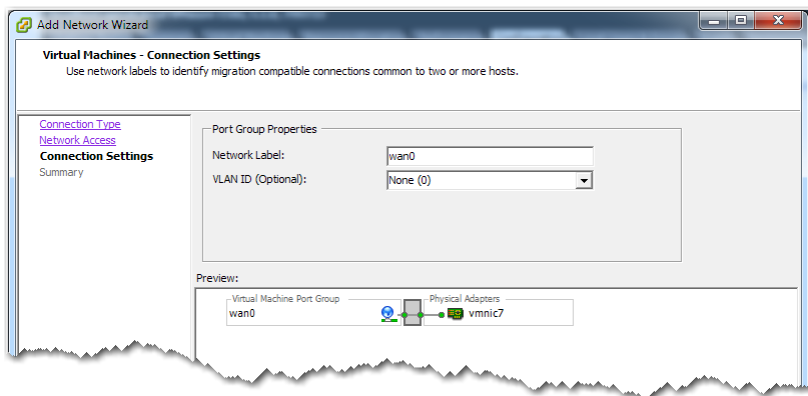 Add Network Wizard
Virtual Machines - Connection Settings
Use network labels to identify migration compatible connections common to two or more hosts.
Connection Type
Network Access
Connection Settings
Summary
Port Group Properties
Network Label: wan0
VLAN ID (Optional): None (0)
Preview:
Virtual Machine Port Group
wan0
Physical Adapters
vmnic7